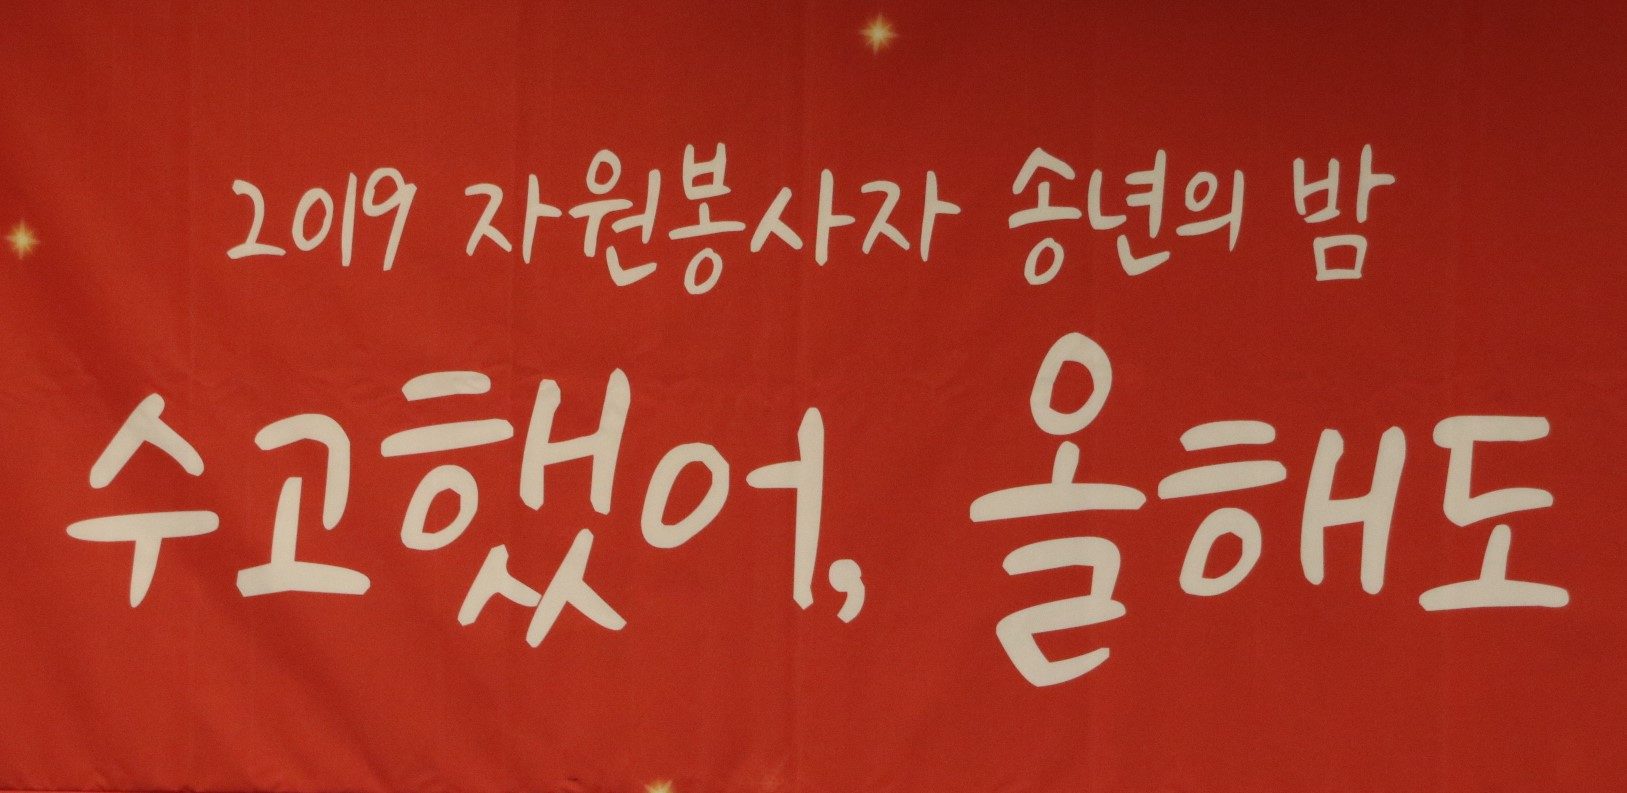 2019 자원봉사자 송년의 밤
수고했어, 올해도